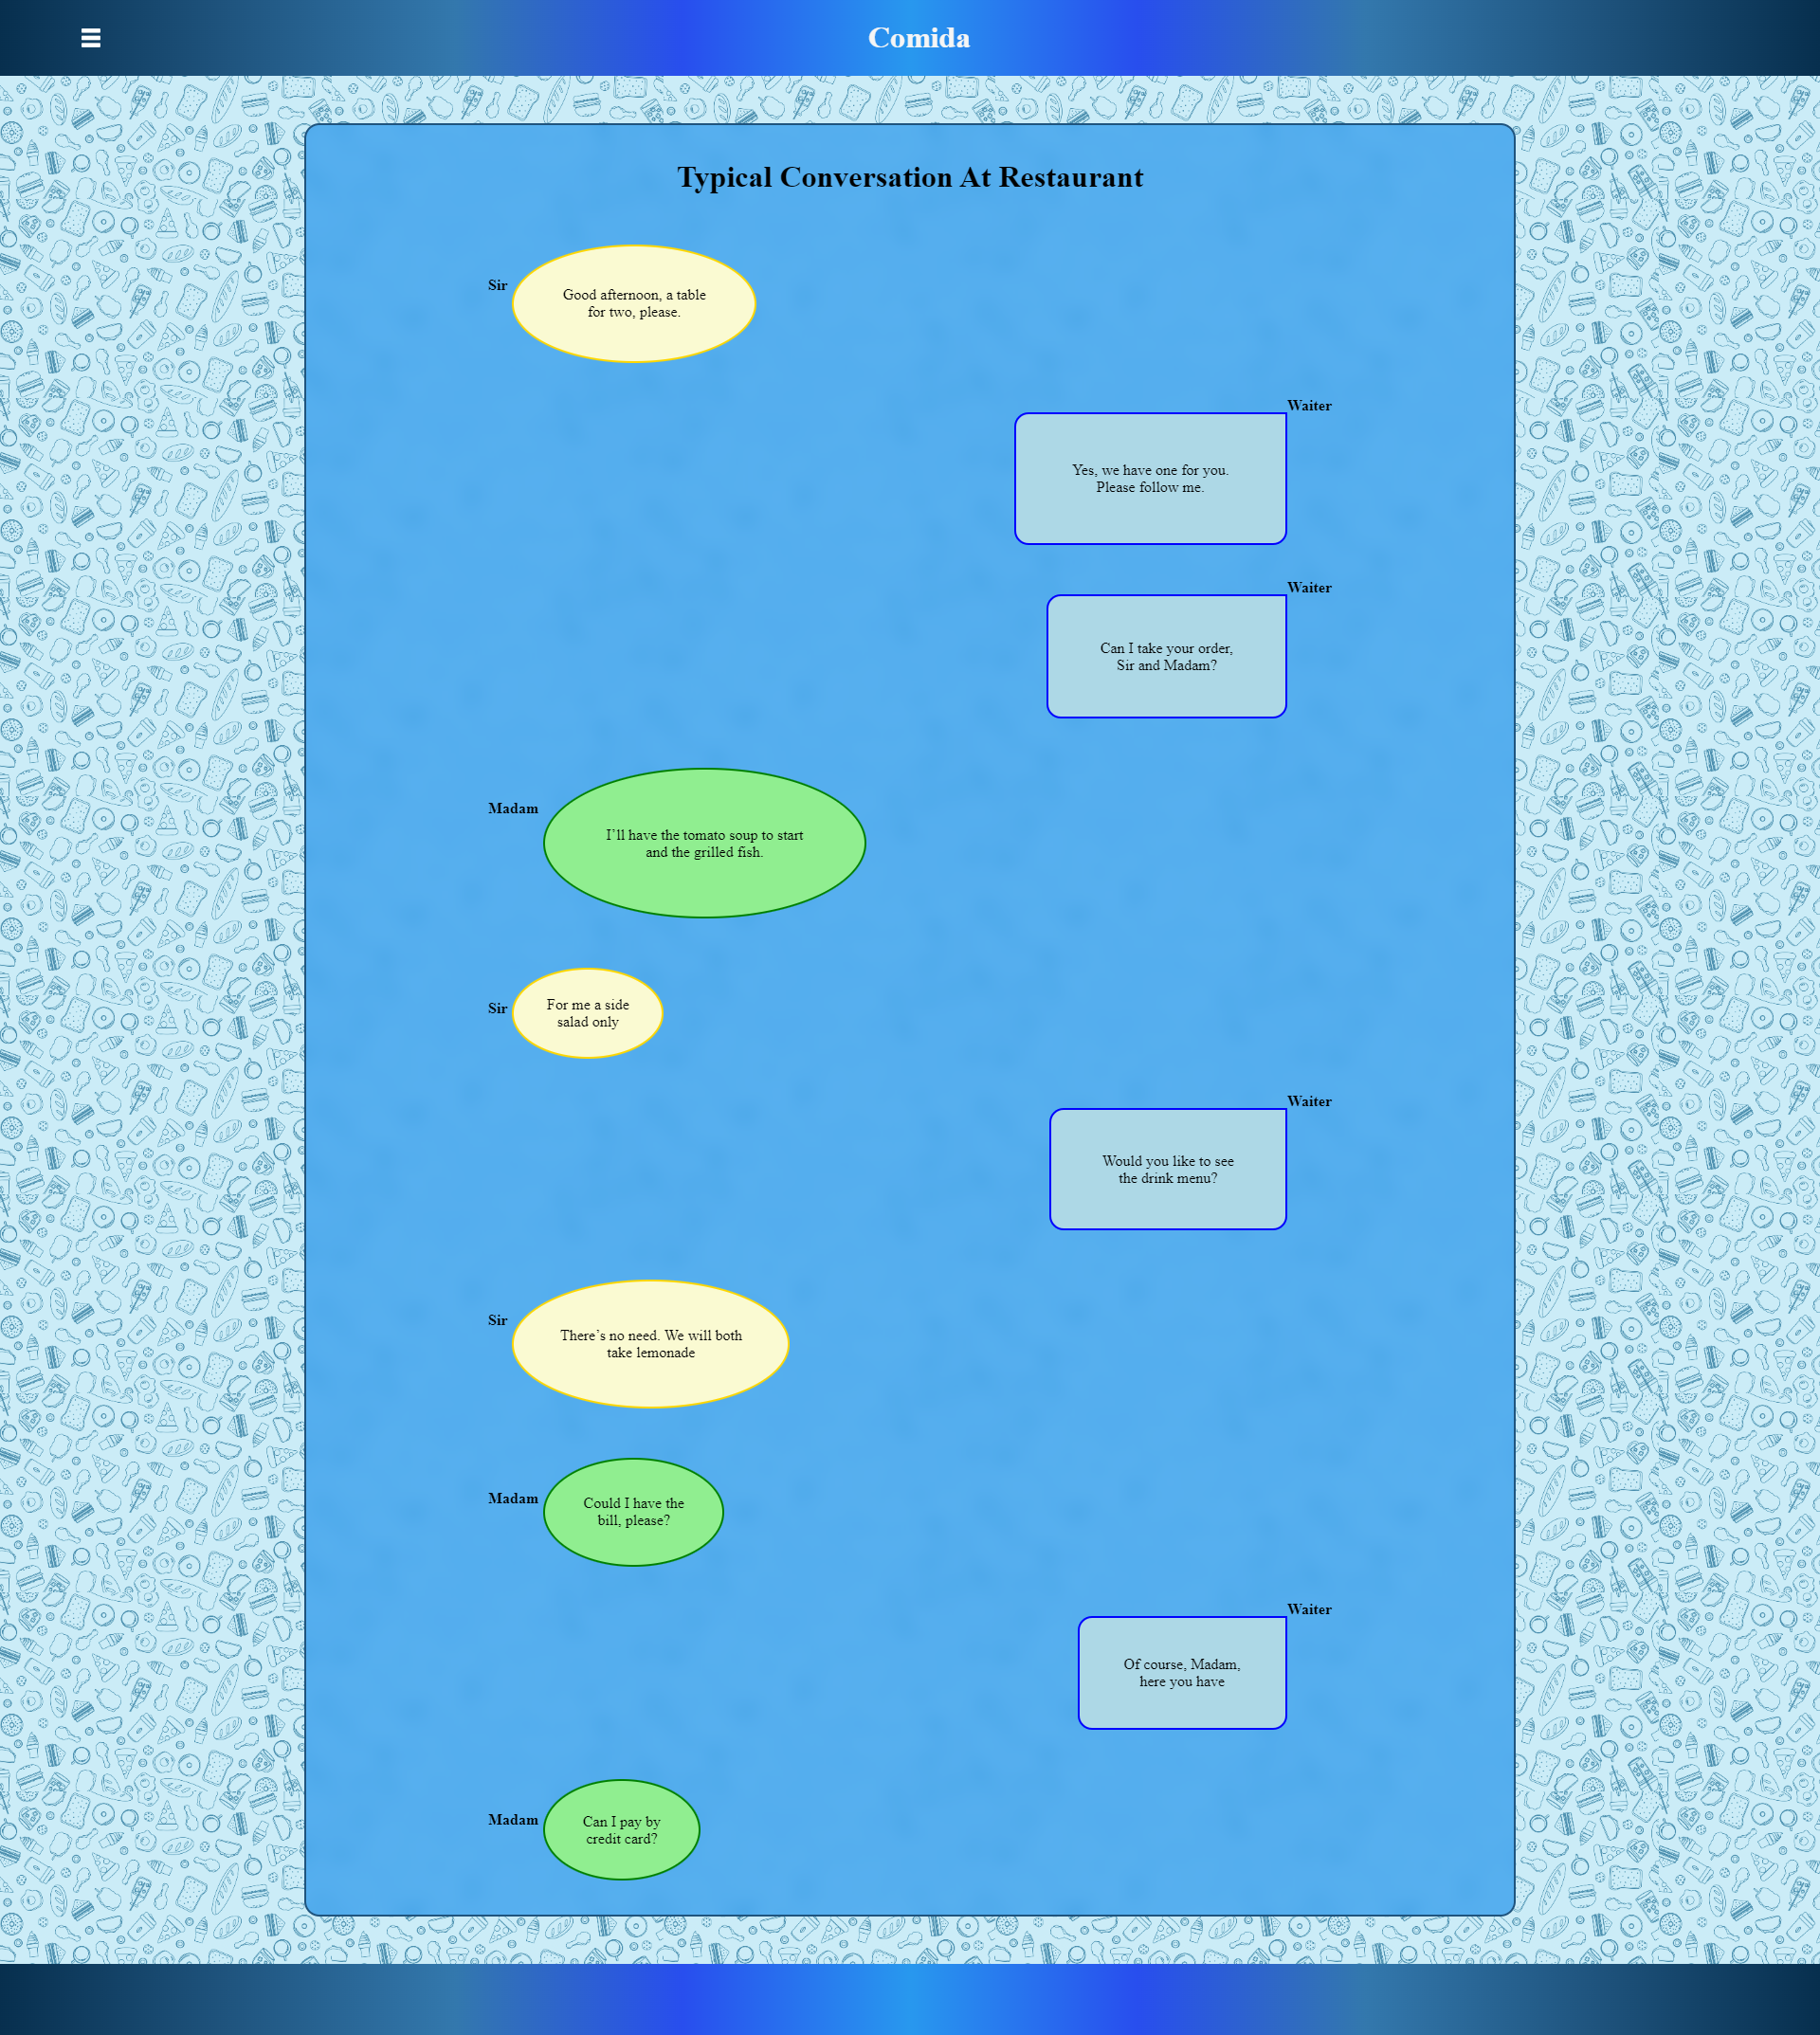 Comida
Typical Conversation At Restaurant
Sir
Good afternoon, a table
for two, please.
Waiter
Yes, we have one for you.
Please follow me.
Waiter
Can I take your order,
Sir and Madam?
Madam
I’ll have the tomato soup to start
and the grilled fish.
Sir
For me a side
salad only
Waiter
Would you like to see
the drink menu?
Sir
There’s no need. We will both
take lemonade
Madam
Could I have the
bill, please?
Waiter
Of course, Madam,
here you have
Madam
Can I pay by
credit card?